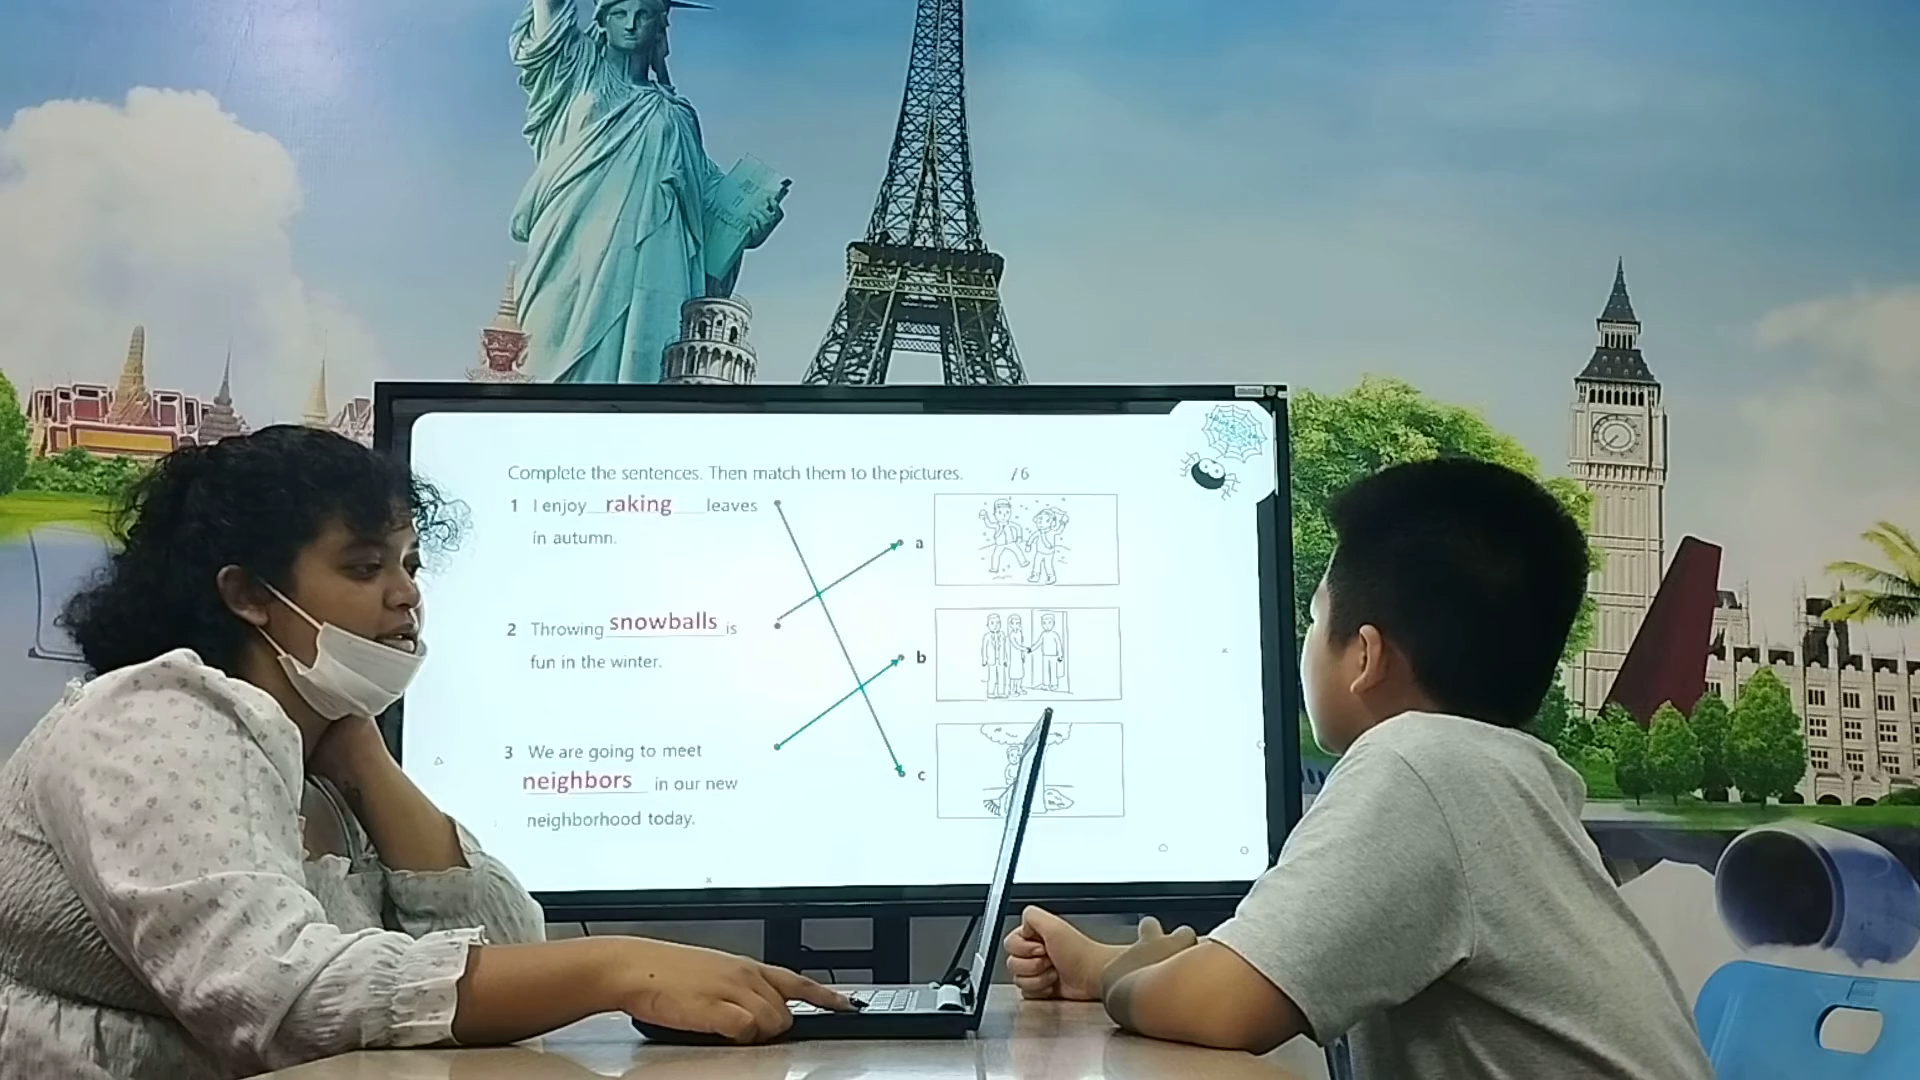 Complete the sentences. Then match them to the pictures. /6
1 I enjoy raking leaves
in autumn.
a
2 Throwing snowballs is
fun in the winter.
b
3 We are going to meet
neighbors in our new
neighborhood today.
c